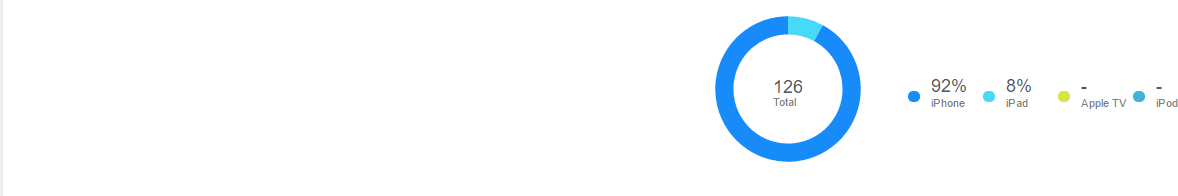 126
Total
92%
iPhone
8%
iPad
-
Apple TV
-
iPod